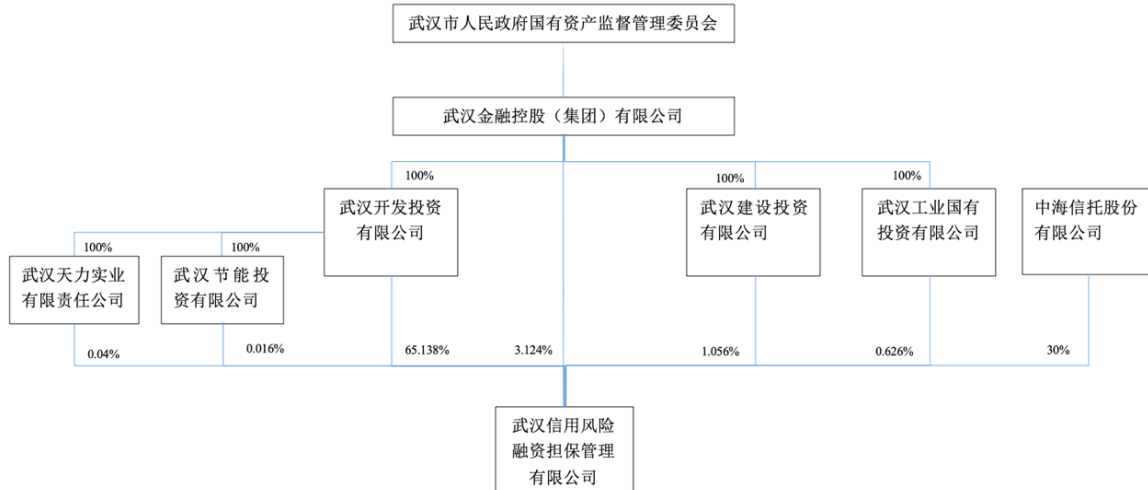 武汉市人民政府国有资产监督管理委员会
武汉金融控股（集团）有限公司
100%
100%
100%
武汉开发投资
有限公司
武汉建设投资
有限公司
武汉工业国有
投资有限公司
中海信托股份
有限公司
100%
100%
武汉天力实业
有限责任公司
武汉节能投
资有限公司
0.04%
0.016%
65.138%
3.124%
1.056%
0.626%
30%
武汉信用风险
融资担保管理
有限公司